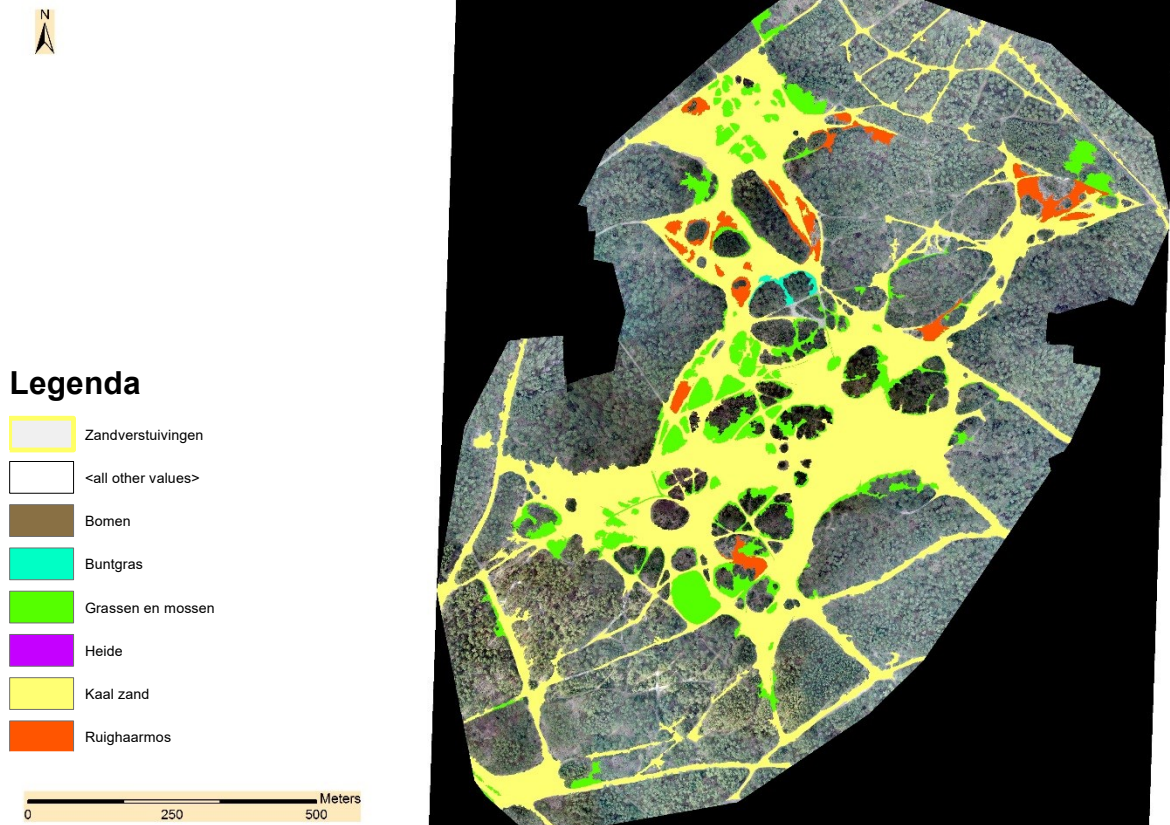 N
Legenda
Zandverstuivingen
<all other values>
Bomen
Buntgras
Grassen en mossen
Heide
Kaal zand
Ruighaarmos
Meters
0 250 500